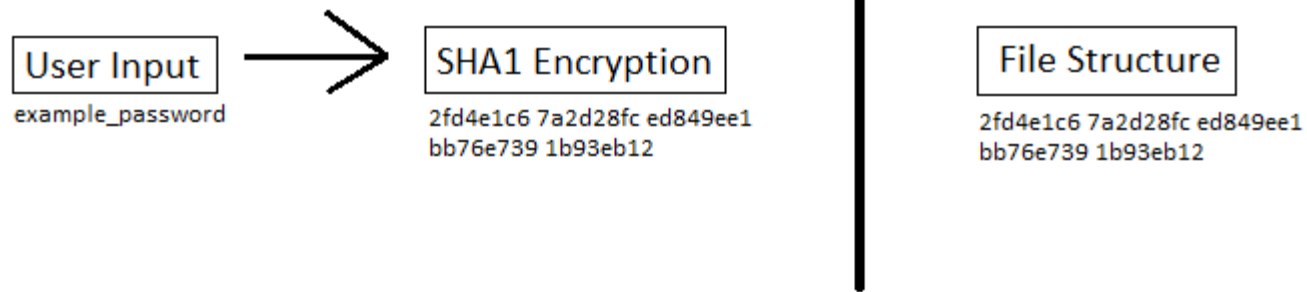 User Input
example_password
SHA1 Encryption
2fd4e1c6 7a2d28fc ed849ee1
bb76e739 1b93eb12
File Structure
2fd4e1c6 7a2d28fc ed849ee1
bb76e739 1b93eb12